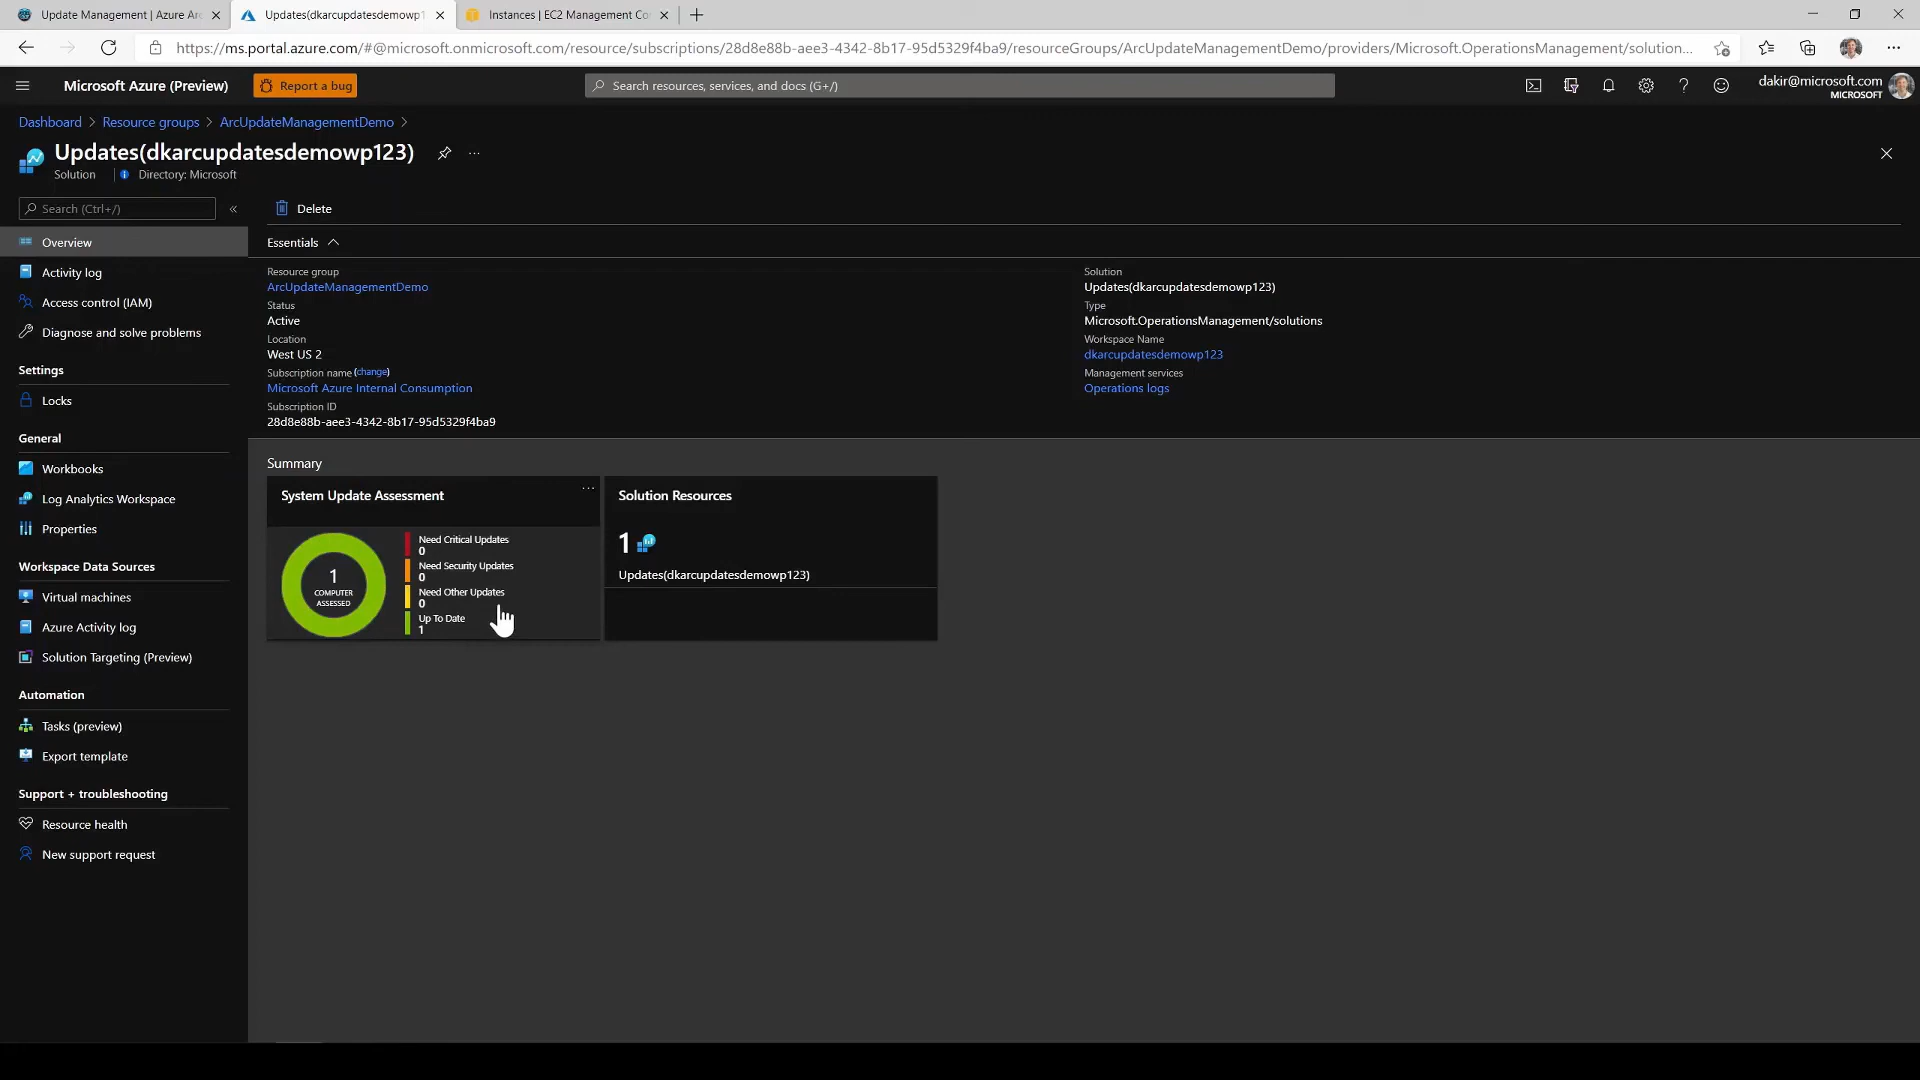 Update Management | Azure Ar
Updates(dkarcupdatesdemowp1
Instances | EC2 Management Co
https://ms.portal.azure.com/#@microsoft.onmicrosoft.com/resource/subscriptions/28d8e88b-aee3-4342-8b17-95d5329f4ba9/resourceGroups/ArcUpdateManagementDemo/providers/Microsoft.OperationsManagement/solution...
Microsoft Azure (Preview)
Report a bug
Search resources, services, and docs (G+/)
dakir@microsoft.com
MICROSOFT
Dashboard > Resource groups > ArcUpdateManagementDemo >
Updates(dkarcupdatesdemowp123)
Solution
Directory: Microsoft
Search (Ctrl+/)
Overview
Activity log
Access control (IAM)
Diagnose and solve problems
Settings
Locks
General
Workbooks
Log Analytics Workspace
Properties
Workspace Data Sources
Virtual machines
Azure Activity log
Solution Targeting (Preview)
Automation
Tasks (preview)
Export template
Support + troubleshooting
Resource health
New support request
Delete
Essentials
Resource group
ArcUpdateManagementDemo
Status
Active
Location
West US 2
Subscription name (change)
Microsoft Azure Internal Consumption
Subscription ID
28d8e88b-aee3-4342-8b17-95d5329f4ba9
Solution
Updates(dkarcupdatesdemowp123)
Type
Microsoft.OperationsManagement/solutions
Workspace Name
dkarcupdatesdemowp123
Management services
Operations logs
Summary
System Update Assessment
1
COMPUTER
ASSESSED
Need Critical Updates
0
Need Security Updates
0
Need Other Updates
0
Up To Date
1
Solution Resources
1
Updates(dkarcupdatesdemowp123)